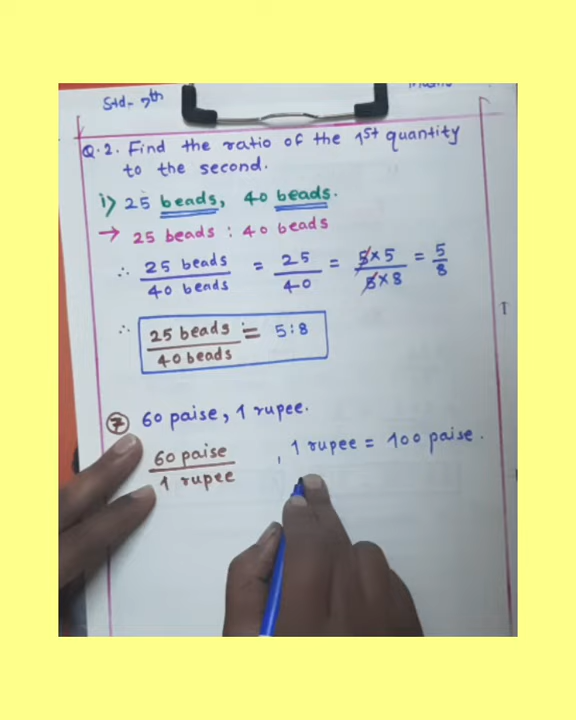 Std- 7th
Q.2. Find the ratio of the 1st quantity
to the second.
i) 25 beads, 40 beads.
→ 25 beads : 40 beads
∴ 25 beads / 40 beads = 25 / 40 = 5×5 / 5×8 = 5 / 8
∴ 25 beads / 40 beads = 5:8
7 60 paise, 1 rupee.
60 paise / 1 rupee , 1 rupee = 100 paise.